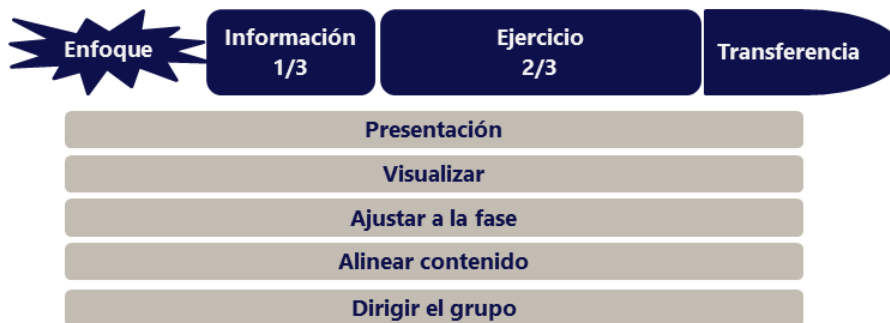 Enfoque
Información
1/3
Ejercicio
2/3
Transferencia
Presentación
Visualizar
Ajustar a la fase
Alinear contenido
Dirigir el grupo